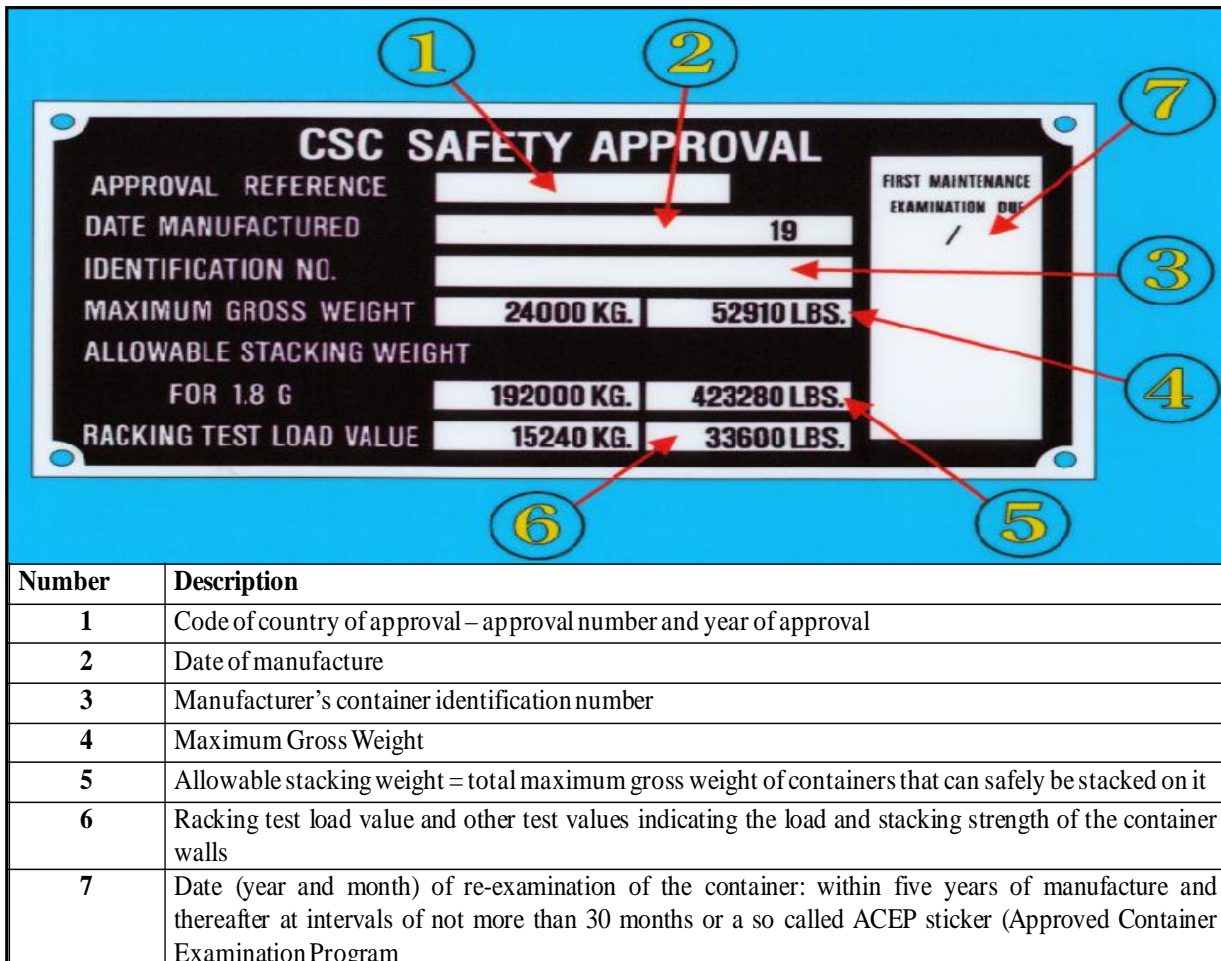 1 2
7
CSC SAFETY APPROVAL
APPROVAL REFERENCE
FIRST MAINTENANCE
EXAMINATION DUE
/
DATE MANUFACTURED 19
IDENTIFICATION NO.
3
MAXIMUM GROSS WEIGHT 24000 KG. 52910 LBS.
ALLOWABLE STACKING WEIGHT
4
FOR 1.8 G 192000 KG. 423280 LBS.
RACKING TEST LOAD VALUE 15240 KG. 33600 LBS.
6 5
Number Description
1 Code of country of approval – approval number and year of approval
2 Date of manufacture
3 Manufacturer’s container identification number
4 Maximum Gross Weight
5 Allowable stacking weight = total maximum gross weight of containers that can safely be stacked on it
6 Racking test load value and other test values indicating the load and stacking strength of the container
walls
7 Date (year and month) of re-examination of the container: within five years of manufacture and
thereafter at intervals of not more than 30 months or a so called ACEP sticker (Approved Container
Examination Program